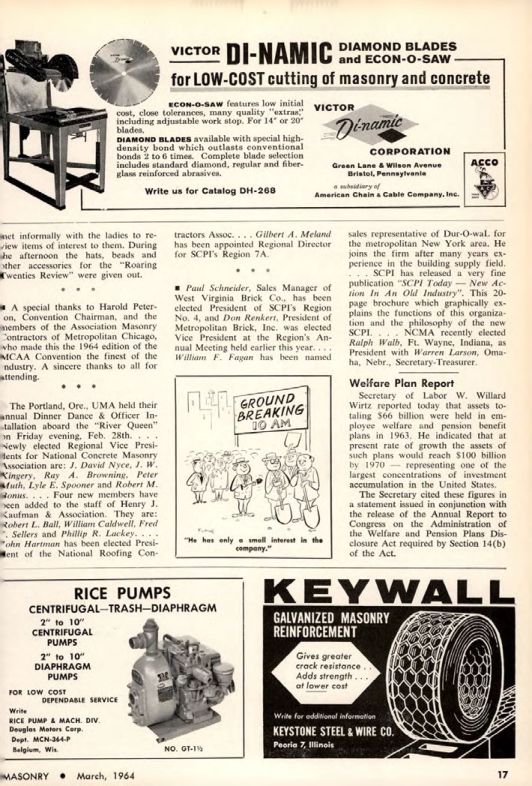 VICTOR DI-NAMIC DIAMOND BLADES
and ECON-O-SAW
for LOW-COST cutting of masonry and concrete
ECON-O-SAW features low initial
cost, close tolerances, many quality "extras,"
including adjustable work stop. For 14" or 20"
blades.
DIAMOND BLADES available with special high-
density bond which outlasts conventional
bonds 2 to 6 times. Complete blade selection
includes standard diamond, regular and fiber-
glass reinforced abrasives.
Write us for Catalog DH-268
VICTOR
Di-namic
CORPORATION
Green Lane & Wilson Avenue
Bristol, Pennsylvania
a subsidiary of
American Chain & Cable Company, Inc.
ACCO
met informally with the ladies to re-
view items of interest to them. During
the afternoon the hats, beads and
other accessories for the "Roaring
Twenties Review" were given out.
* * *
■ A special thanks to Harold Peter-
son, Convention Chairman, and the
members of the Association Masonry
Contractors of Metropolitan Chicago,
who made this the 1964 edition of the
MCAA Convention the finest of the
industry. A sincere thanks to all for
attending.
* * *
The Portland, Ore., UMA held their
annual Dinner Dance & Officer In-
stallation aboard the "River Queen"
on Friday evening, Feb. 28th. . . .
Newly elected Regional Vice Presi-
dents for National Concrete Masonry
Association are: J. David Nyce, J. W.
Kingery, Ray A. Browning, Peter
Muth, Lyle E. Spooner and Robert M.
. . . Four new members have
been added to the staff of Henry J.
Kaufman & Association. They are:
Robert L. Ball, William Caldwell, Fred
Sellers and Phillip R. Lackey. . . .
John Hartman has been elected Presi-
dent of the National Roofing Con-
tractors Assoc. . . . Gilbert A. Meland
has been appointed Regional Director
for SCPI's Region 7A.
* * *
■ Paul Schneider, Sales Manager of
West Virginia Brick Co., has been
elected President of SCPI's Region
No. 4, and Don Renkert, President of
Metropolitan Brick, Inc. was elected
Vice President at the Region's An-
nual Meeting held earlier this year. . . .
William F. Fagan has been named
GROUND
BREAKING
10 AM
"He has only a small interest in the
company."
sales representative of Dur-O-waL for
the metropolitan New York area. He
joins the firm after many years ex-
perience in the building supply field.
. . . SCPI has released a very fine
publication "SCPI Today — New Ac-
tion In An Old Industry". This 20-
page brochure which graphically ex-
plains the functions of this organiza-
tion and the philosophy of the new
SCPI. . . . NCMA recently elected
Ralph Walb, Ft. Wayne, Indiana, as
President with Warren Larson, Oma-
ha, Nebr., Secretary-Treasurer.
Welfare Plan Report
Secretary of Labor W. Willard
Wirtz reported today that assets to-
taling $66 billion were held in em-
ployee welfare and pension benefit
plans in 1963. He indicated that at
present rate of growth the assets of
such plans would reach $100 billion
by 1970 — representing one of the
largest concentrations of investment
accumulation in the United States.
The Secretary cited these figures in
a statement issued in conjunction with
the release of the Annual Report to
Congress on the Administration of
the Welfare and Pension Plans Dis-
closure Act required by Section 14(b)
of the Act.
RICE PUMPS
CENTRIFUGAL—TRASH—DIAPHRAGM
2" to 10"
CENTRIFUGAL
PUMPS
2" to 10"
DIAPHRAGM
PUMPS
FOR LOW COST
DEPENDABLE SERVICE
Write
RICE PUMP & MACH. DIV.
Douglas Motors Corp.
Dept. MCN-364-P
Belgium, Wis.
NO. GT-1½
KEYWALL
GALVANIZED MASONRY
REINFORCEMENT
Gives greater
crack resistance . .
Adds strength . . .
at lower cost
Write for additional information
KEYSTONE STEEL & WIRE CO.
Peoria 7, Illinois
MASONRY ● March, 1964
17